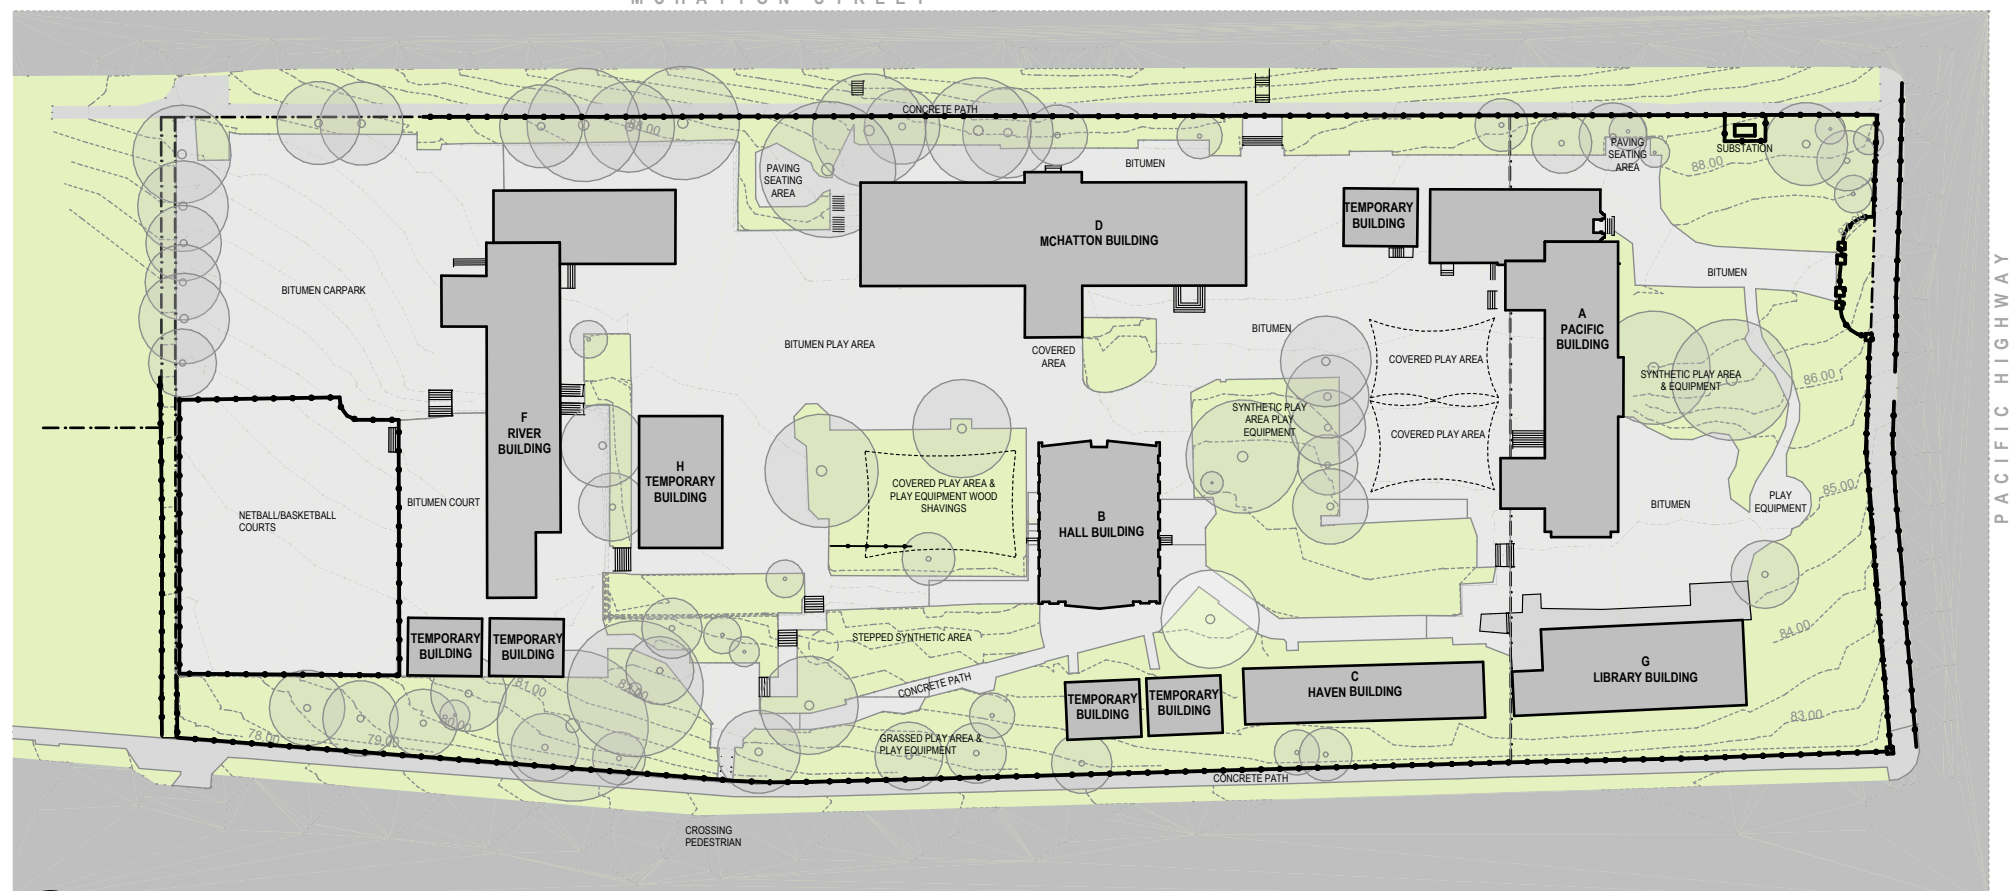 MCHATTON STREET
CONCRETE PATH
88.00
BITUMEN
PAVING
SEATING
AREA
PAVING
SEATING
AREA
SUBSTATION
88.00
TEMPORARY
BUILDING
D
MCHATTON BUILDING
BITUMEN
BITUMEN CARPARK
BITUMEN PLAY AREA
COVERED
AREA
BITUMEN
COVERED PLAY AREA
A
PACIFIC
BUILDING
SYNTHETIC PLAY AREA
& EQUIPMENT
86.00
PACIFIC HIGHWAY
F
RIVER
BUILDING
SYNTHETIC PLAY
AREA PLAY
EQUIPMENT
COVERED PLAY AREA
H
TEMPORARY
BUILDING
COVERED PLAY AREA &
PLAY EQUIPMENT WOOD
SHAVINGS
85.00
PLAY
EQUIPMENT
BITUMEN
BITUMEN COURT
NETBALL/BASKETBALL
COURTS
B
HALL BUILDING
TEMPORARY
BUILDING
TEMPORARY
BUILDING
STEPPED SYNTHETIC AREA
84.00
G
LIBRARY BUILDING
C
HAVEN BUILDING
CONCRETE PATH
TEMPORARY
BUILDING
TEMPORARY
BUILDING
81.00
80.00
79.00
78.00
83.00
GRASSED PLAY AREA &
PLAY EQUIPMENT
CONCRETE PATH
CROSSING
PEDESTRIAN